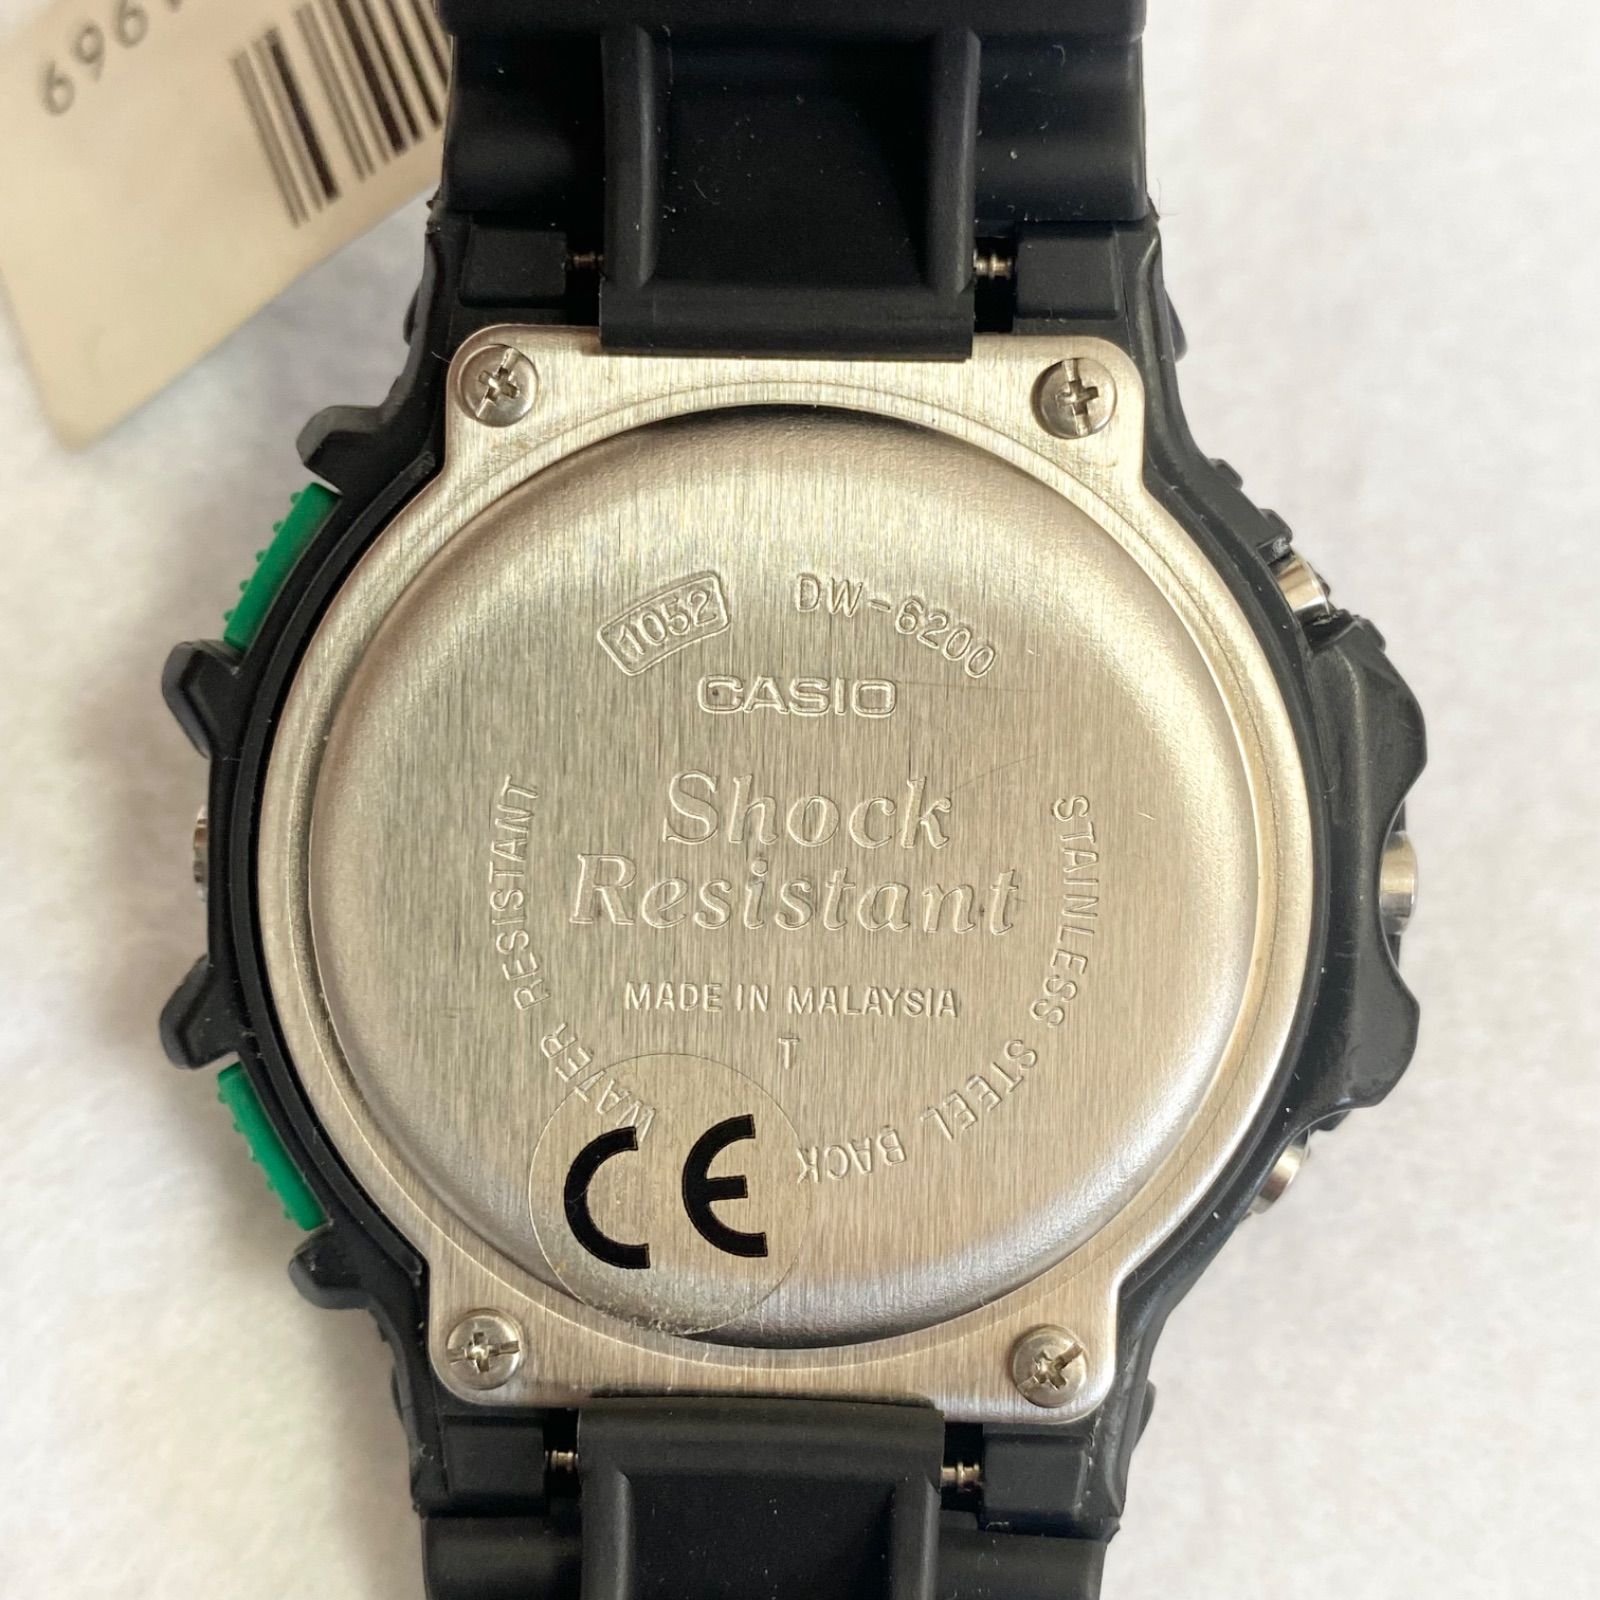 1052
DW-6200
CASIO
Shock
Resistant
MADE IN MALAYSIA
T
WATER RESISTANT
STAINLESS STEEL BACK
CE